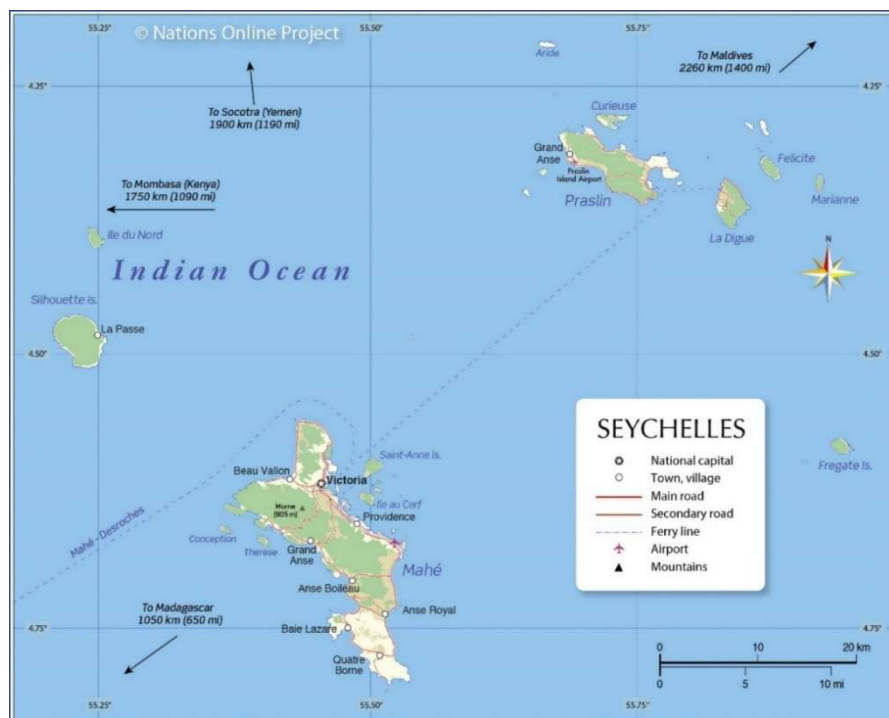 55.25°
55.50°
55.75°
© Nations Online Project
Aride
To Maldives
2260 km (1400 mi)
4.25°
4.25°
To Socotra (Yemen)
1900 km (1190 mi)
Curieuse
Grand
Anse
Praslin
Island Airport
Felicite
To Mombasa (Kenya)
1750 km (1090 mi)
Praslin
Marianne
Ile du Nord
La Digue
N
Indian Ocean
Silhouette Is.
La Passe
4.50°
4.50°
SEYCHELLES
National capital
Town, village
Main road
Secondary road
Ferry line
Airport
Mountains
Saint-Anne Is.
Fregate Is.
Beau Vallon
Victoria
Morne
(905 m)
Ile au Cerf
Providence
Mahé-Desroches
Conception
Therese
Grand
Anse
Mahé
Anse Boileau
To Madagascar
1050 km (650 mi)
Anse Royal
4.75°
4.75°
Baie Lazare
Quatre
Borne
0 10 20 km
0 5 10 mi
55.25°
55.50°
55.75°